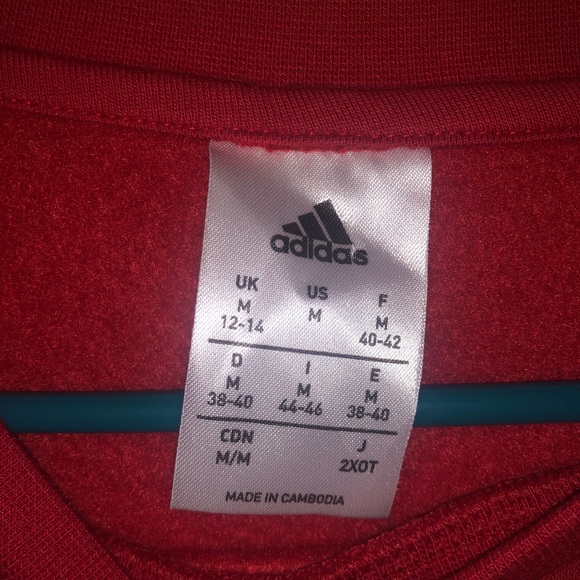 adidas
UK US F
M M M
12-14 40-42
D I E
M M M
38-40 44-46 38-40
CDN J
M/M 2XOT
MADE IN CAMBODIA